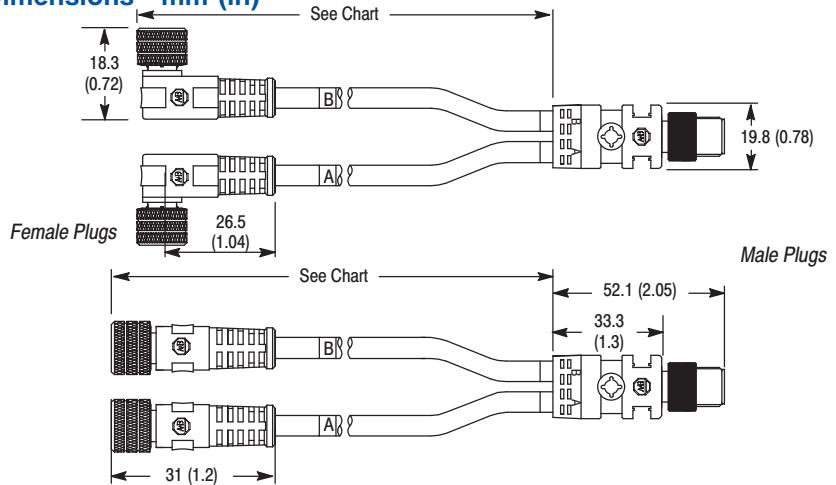 Dimensions—mm (in)
See Chart
18.3
(0.72)
B
A
B
A
19.8 (0.78)
26.5
(1.04)
Female Plugs
Male Plugs
See Chart
52.1 (2.05)
33.3
(1.3)
B
A
B
A
31 (1.2)